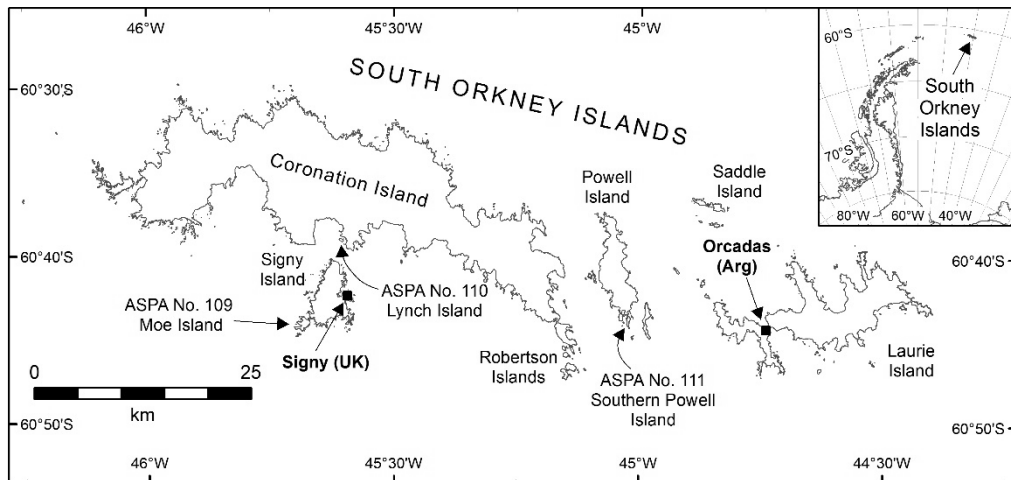 46°W
45°30'W
45°W
60°S
70°S
80°W
60°W
40°W
South
Orkney
Islands
60°30'S
SOUTH ORKNEY ISLANDS
Coronation Island
Powell
Island
Saddle
Island
60°40'S
Signy
Island
Orcadas
(Arg)
60°40'S
ASPA No. 109
Moe Island
ASPA No. 110
Lynch Island
Signy (UK)
Robertson
Islands
ASPA No. 111
Southern Powell
Island
Laurie
Island
0
25
km
60°50'S
60°50'S
46°W
45°30'W
45°W
44°30'W